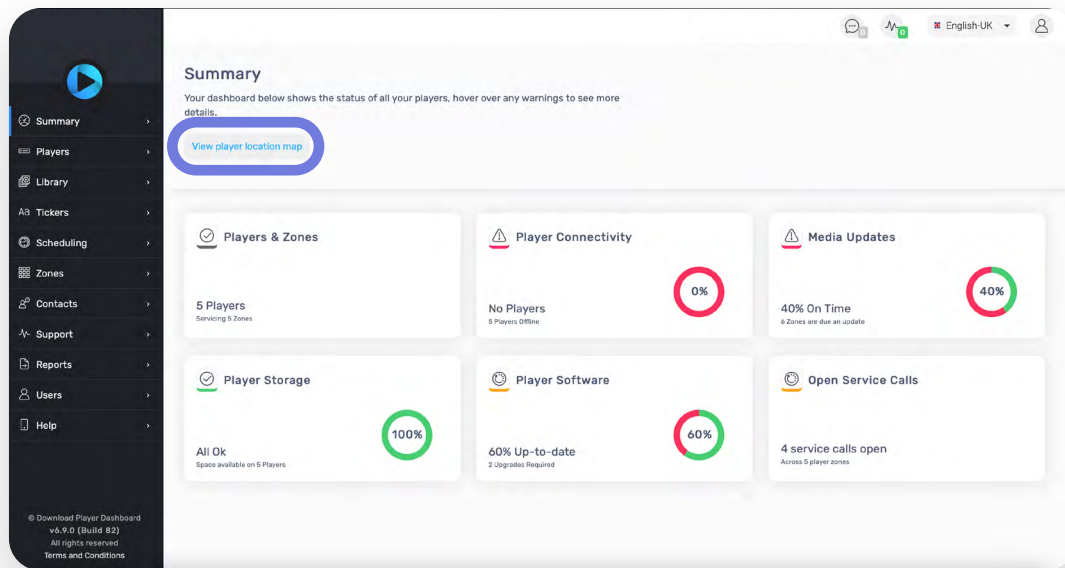 0
0
English-UK
Summary
Your dashboard below shows the status of all your players, hover over any warnings to see more
details.
View player location map
Summary
Players
Library
AB Tickers
Scheduling
Zones
Contacts
Support
Reports
Users
Help
Players & Zones
5 Players
Servicing 5 Zones
Player Connectivity
0%
No Players
5 Players Offline
Media Updates
40%
40% On Time
6 Zones are due an update
Player Storage
100%
All Ok
Space available on 5 Players
Player Software
60%
60% Up-to-date
2 Upgrades Required
Open Service Calls
4 service calls open
Across 5 player zones
© Download Player Dashboard
v6.9.0 (Build 82)
All rights reserved
Terms and Conditions